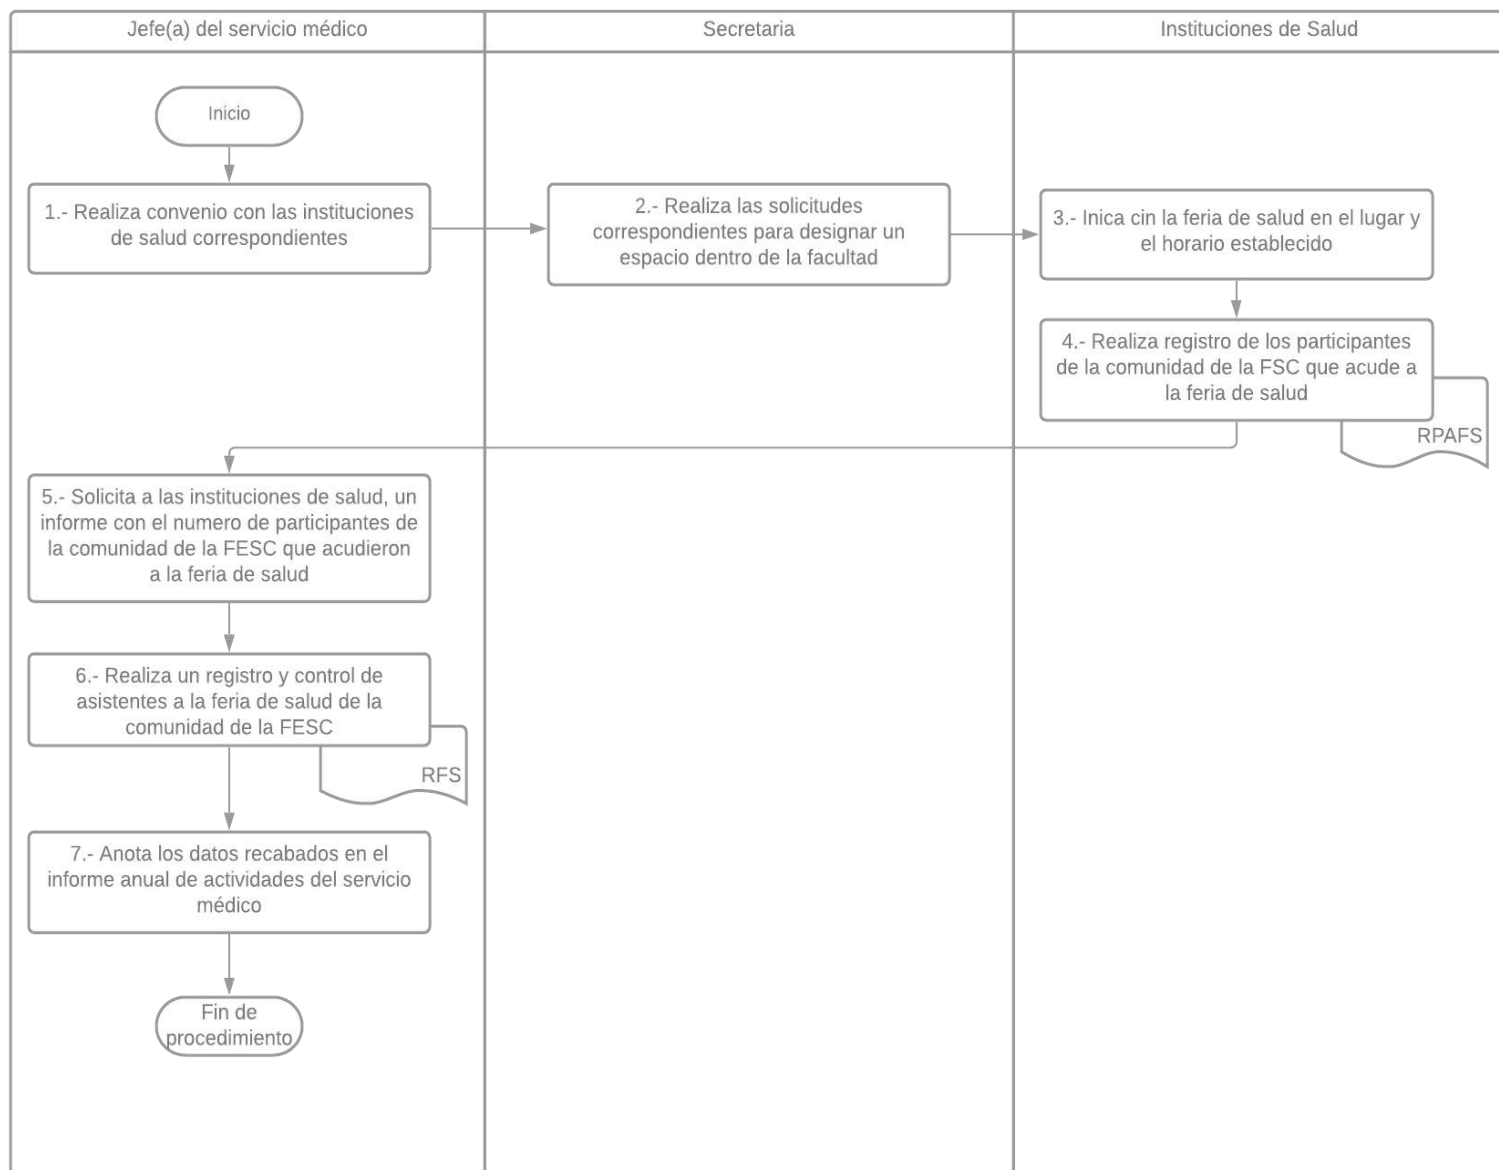 Jefe(a) del servicio médico
Secretaria
Instituciones de Salud
Inicio
1.- Realiza convenio con las instituciones
de salud correspondientes
2.- Realiza las solicitudes
correspondientes para designar un
espacio dentro de la facultad
3.- Inica cin la feria de salud en el lugar y
el horario establecido
4.- Realiza registro de los participantes
de la comunidad de la FSC que acude a
la feria de salud
RPAFS
5.- Solicita a las instituciones de salud, un
informe con el numero de participantes de
la comunidad de la FESC que acudieron
a la feria de salud
6.- Realiza un registro y control de
asistentes a la feria de salud de la
comunidad de la FESC
RFS
7.- Anota los datos recabados en el
informe anual de actividades del servicio
médico
Fin de
procedimiento